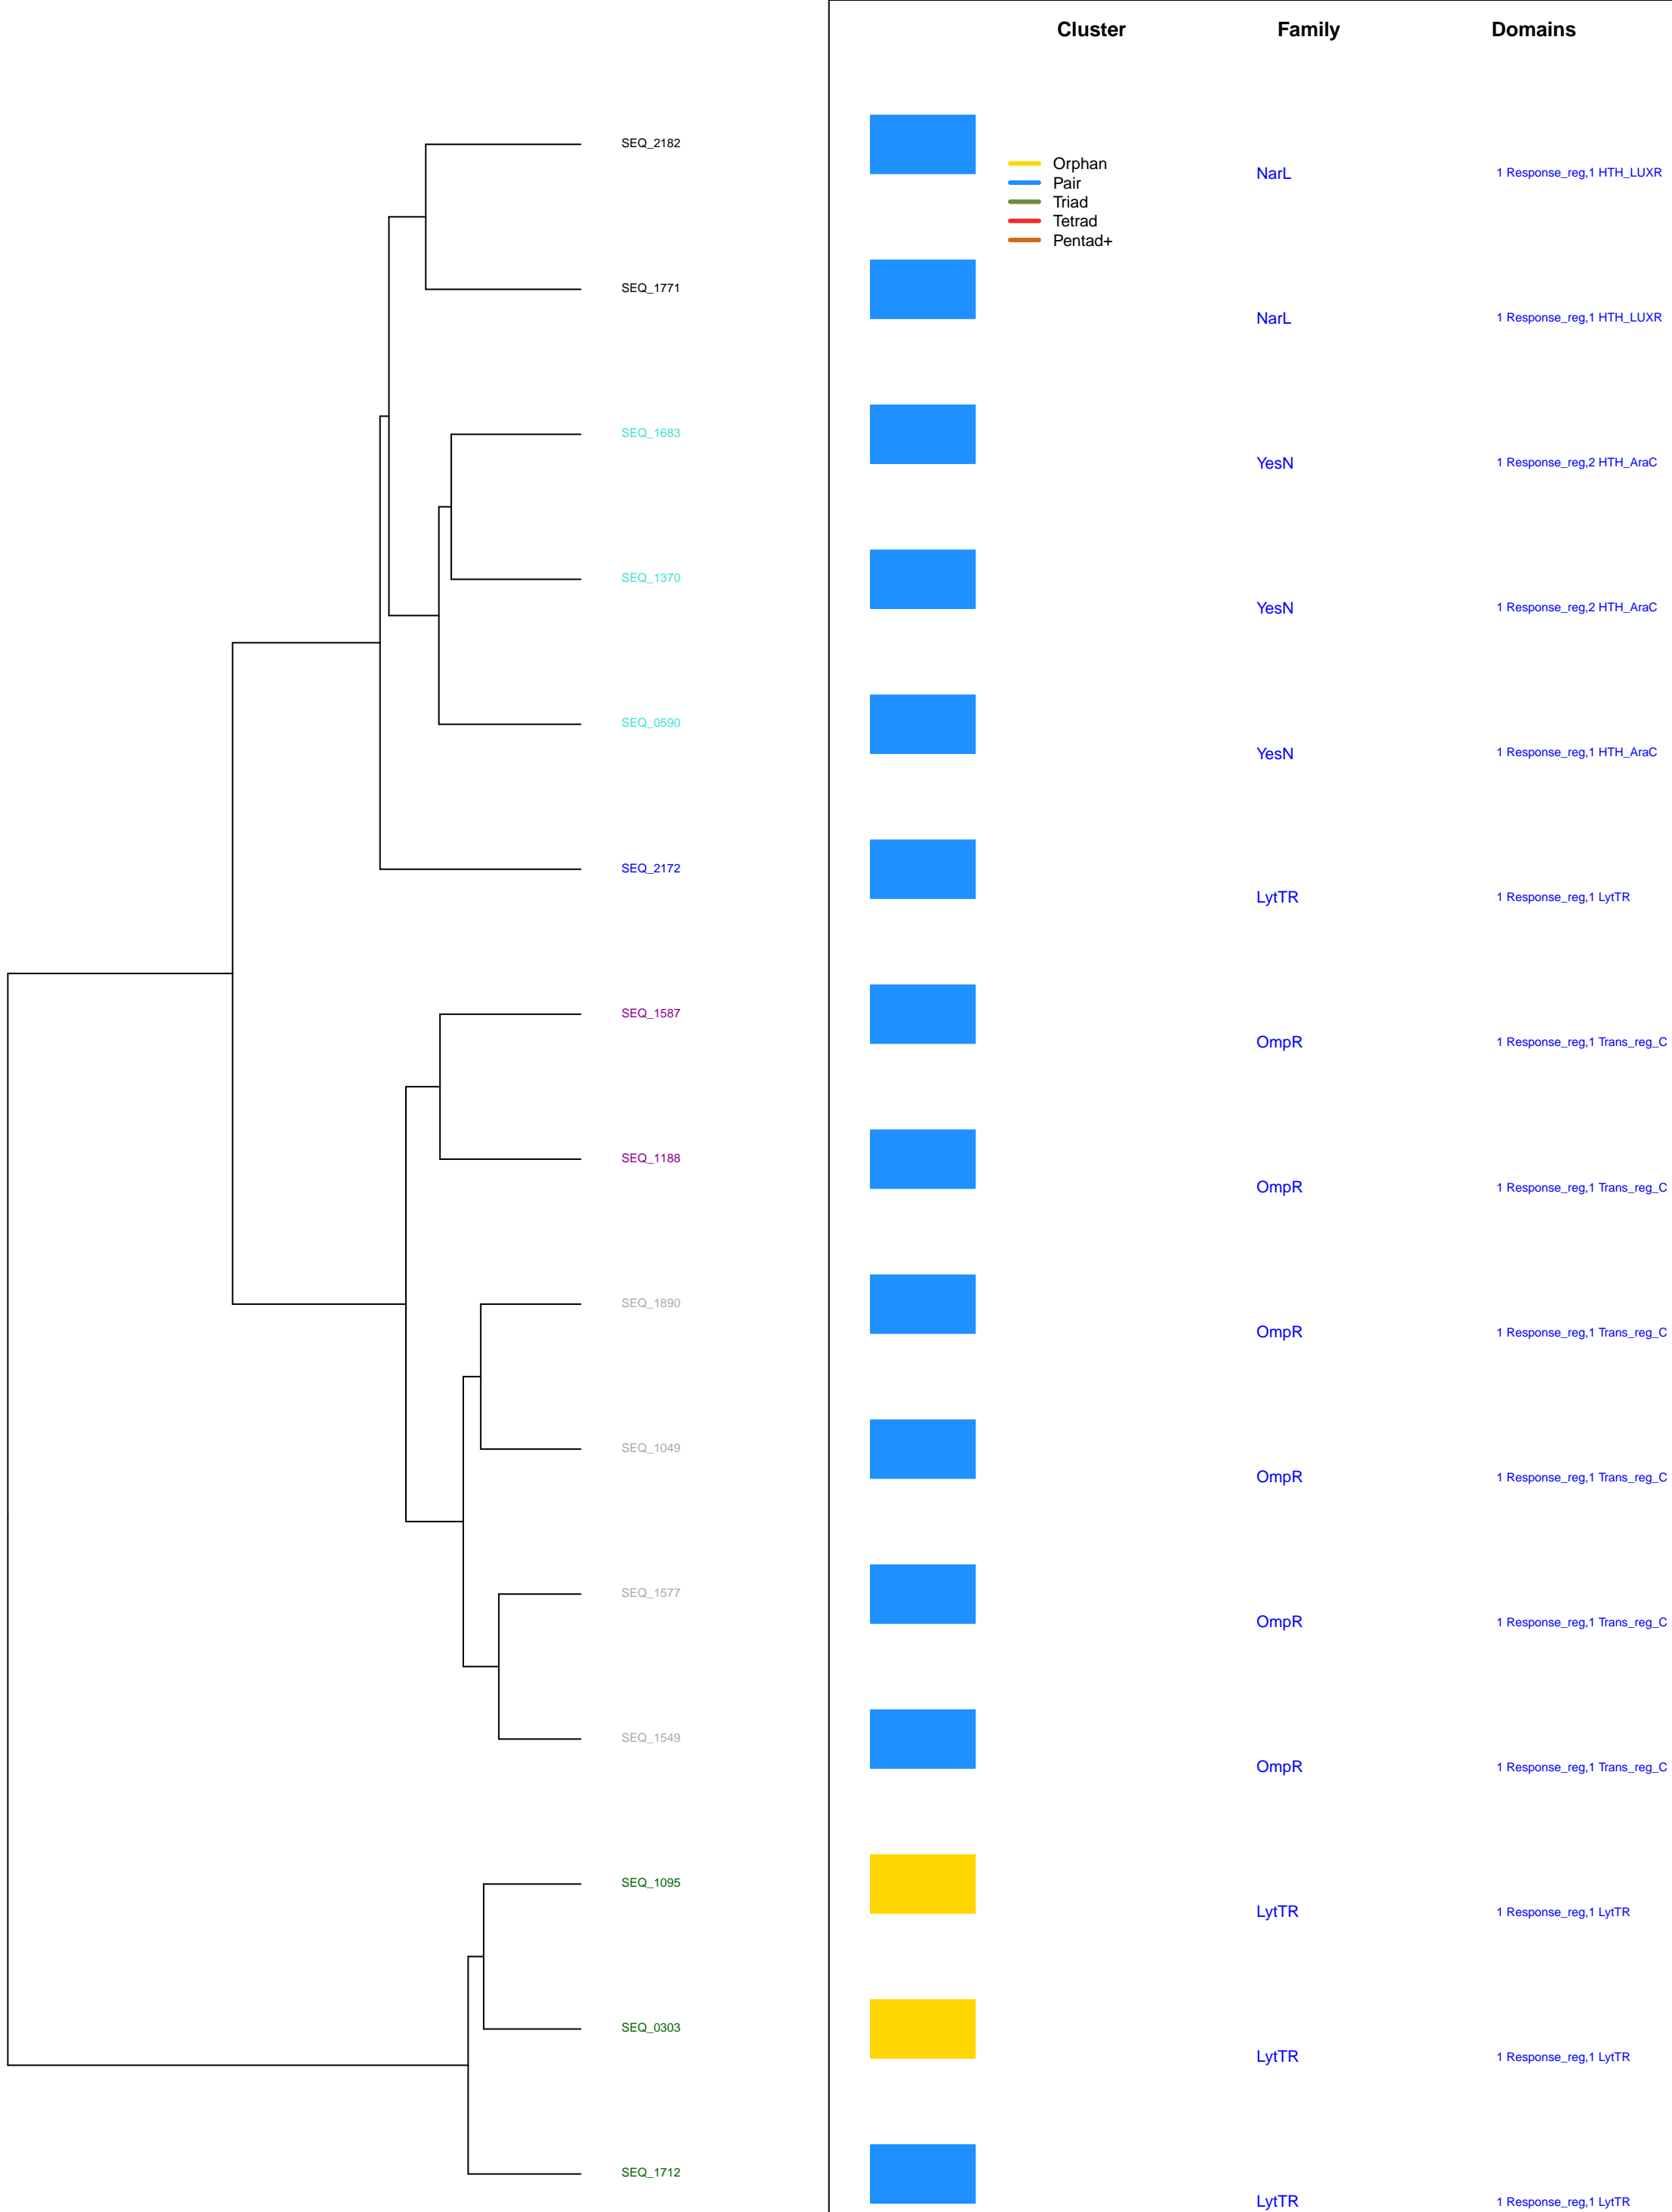 Cluster Family Domains
SEQ_2182
Orphan
Pair
Triad
Tetrad
Pentad+
NarL 1 Response_reg,1 HTH_LUXR
SEQ_1771
NarL 1 Response_reg,1 HTH_LUXR
SEQ_1683
YesN 1 Response_reg,2 HTH_AraC
SEQ_1370
YesN 1 Response_reg,2 HTH_AraC
SEQ_0590
YesN 1 Response_reg,1 HTH_AraC
SEQ_2172
LytTR 1 Response_reg,1 LytTR
SEQ_1587
OmpR 1 Response_reg,1 Trans_reg_C
SEQ_1188
OmpR 1 Response_reg,1 Trans_reg_C
SEQ_1890
OmpR 1 Response_reg,1 Trans_reg_C
SEQ_1049
OmpR 1 Response_reg,1 Trans_reg_C
SEQ_1577
OmpR 1 Response_reg,1 Trans_reg_C
SEQ_1549
OmpR 1 Response_reg,1 Trans_reg_C
SEQ_1095
LytTR 1 Response_reg,1 LytTR
SEQ_0303
LytTR 1 Response_reg,1 LytTR
SEQ_1712
LytTR 1 Response_reg,1 LytTR